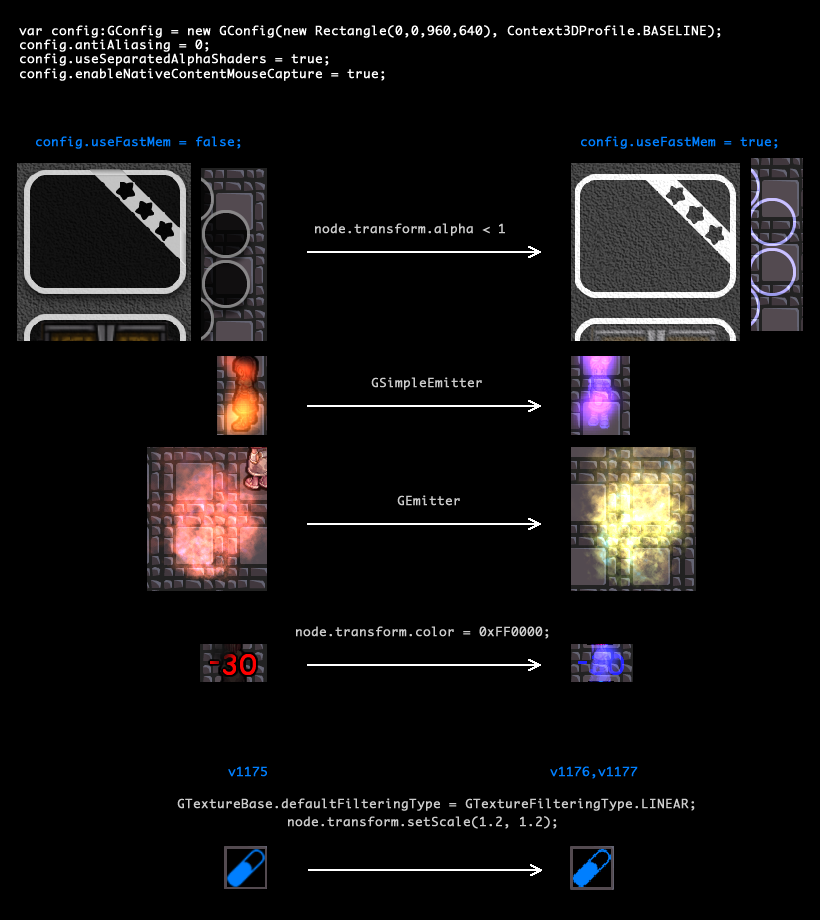 var config:GConfig = new GConfig(new Rectangle(0,0,960,640), Context3DProfile.BASELINE);
config.antiAliasing = 0;
config.useSeparatedAlphaShaders = true;
config.enableNativeContentMouseCapture = true;
config.useFastMem = false;
config.useFastMem = true;
node.transform.alpha < 1
GSimpleEmitter
GEmitter
node.transform.color = 0xFF0000;
-30
-30
v1175
v1176,v1177
GTextureBase.defaultFilteringType = GTextureFilteringType.LINEAR;
node.transform.setScale(1.2, 1.2);